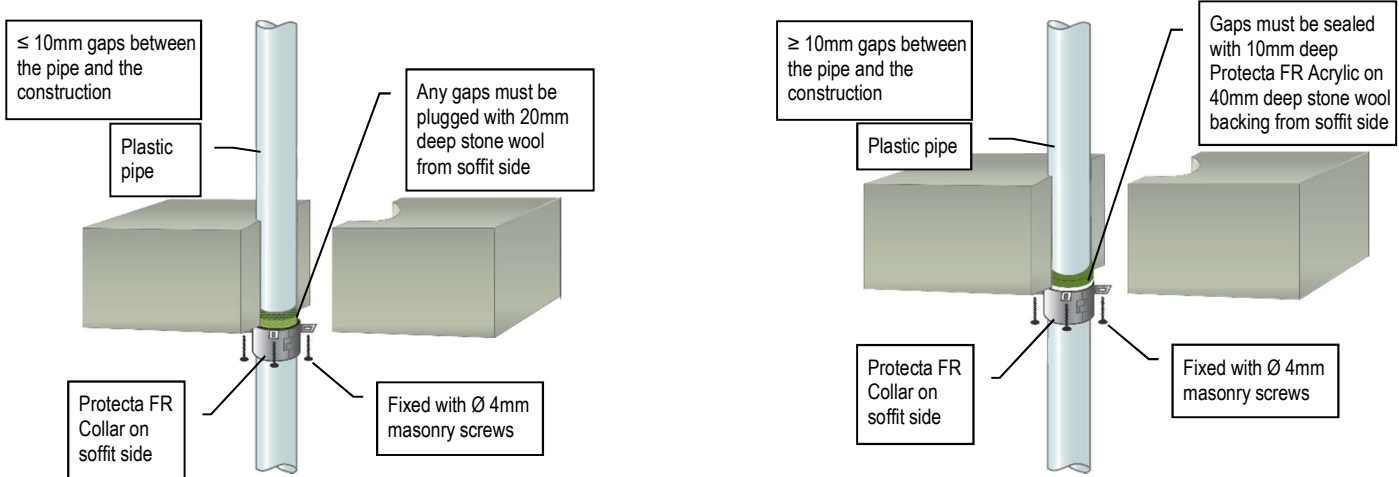 ≤ 10mm gaps between
the pipe and the
construction
Plastic
pipe
Any gaps must be
plugged with 20mm
deep stone wool
from soffit side
Protecta FR
Collar on
soffit side
Fixed with Ø 4mm
masonry screws
≥ 10mm gaps between
the pipe and the
construction
Plastic pipe
Gaps must be sealed
with 10mm deep
Protecta FR Acrylic on
40mm deep stone wool
backing from soffit side
Protecta FR
Collar on
soffit side
Fixed with Ø 4mm
masonry screws